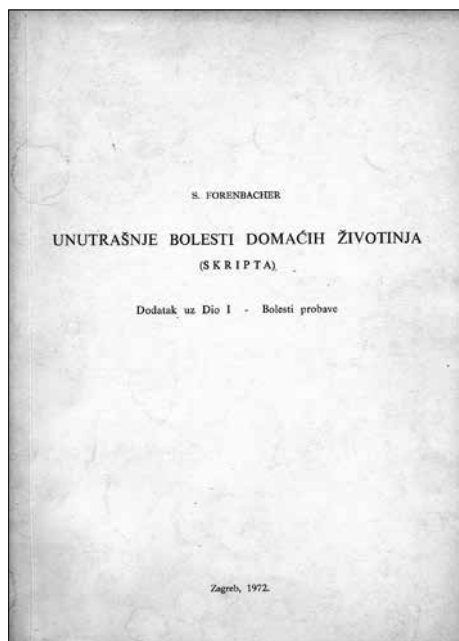 S. FORENBACHER
UNUTRAŠNJE BOLESTI DOMAĆIH ŽIVOTINJA
(SKRIPTA)
Dodatak uz Dio I - Bolesti probave
Zagreb, 1972.